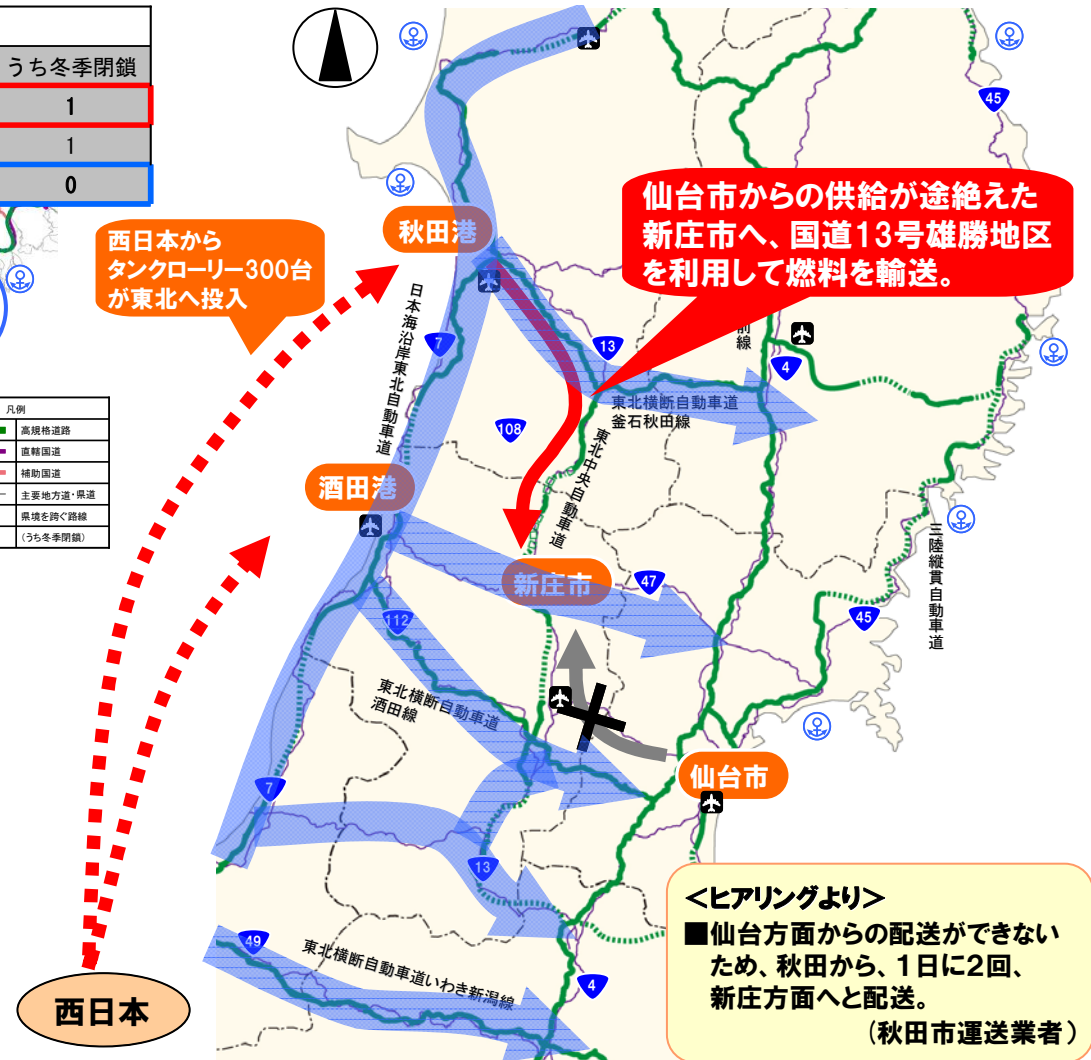 うち冬季閉鎖
1
1
0
西日本から
タンクローリー300台
が東北へ投入
秋田港
仙台市からの供給が途絶えた
新庄市へ、国道13号雄勝地区
を利用して燃料を輸送。
45
日本海沿岸東北自動車道
7
13
前線
4
東北横断自動車道
釜石秋田線
108
東北中央自動車道
凡例
高規格道路
直轄国道
補助国道
主要地方道・県道
県境を跨ぐ路線
(うち冬季閉鎖)
酒田港
新庄市
47
三陸縦貫自動車道
45
112
東北横断自動車道
酒田線
仙台市
7
13
49
東北横断自動車道いわき新潟線
4
西日本
<ヒアリングより>
■仙台方面からの配送ができない
ため、秋田から、1日に2回、
新庄方面へと配送。
(秋田市運送業者)